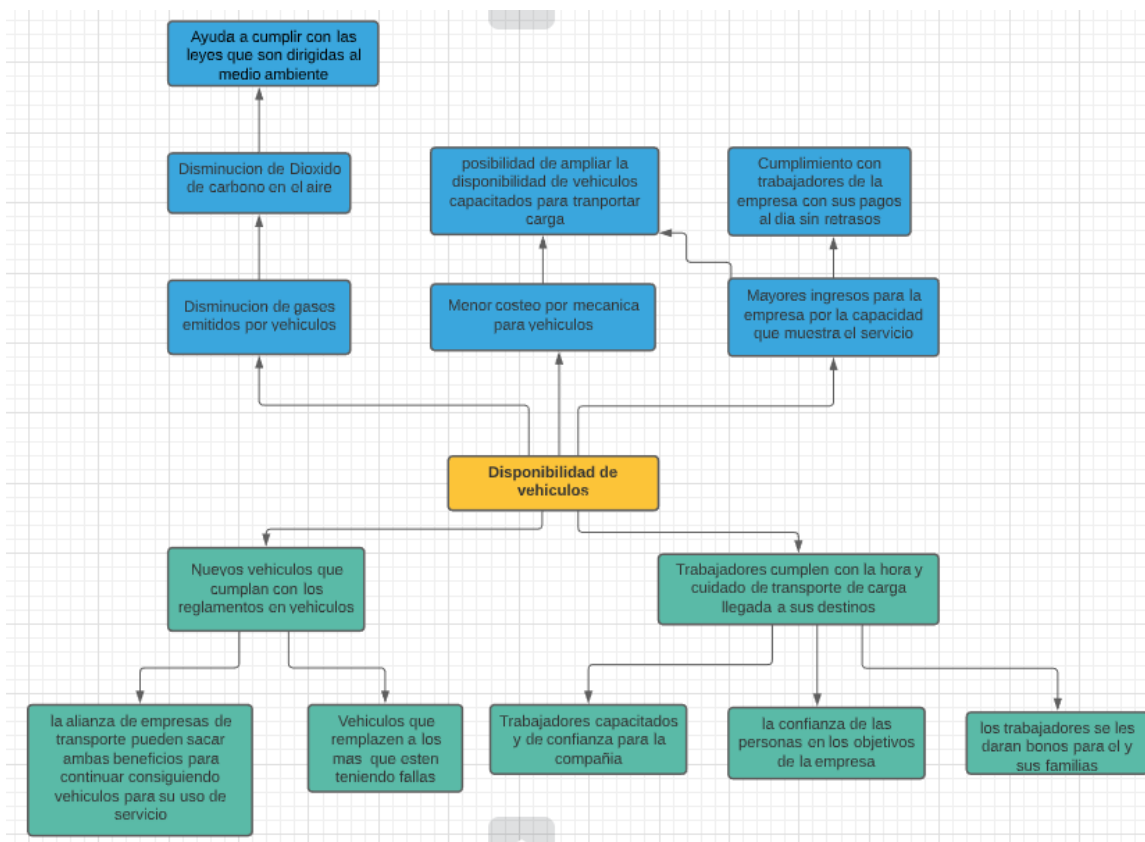 Ayuda a cumplir con las
leyes que son dirigidas al
medio ambiente
Disminucion de Dioxido
de carbono en el aire
posibilidad de ampliar la
disponibilidad de vehiculos
capacitados para tranportar
carga
Cumplimiento con
trabajadores de la
empresa con sus pagos
al dia sin retrasos
Disminucion de gases
emitidos por vehiculos
Menor costeo por mecanica
para vehiculos
Mayores ingresos para la
empresa por la capacidad
que muestra el servicio
Disponibilidad de
vehiculos
Nuevos vehiculos que
cumplan con los
reglamentos en vehiculos
Trabajadores cumplen con la hora y
cuidado de transporte de carga
llegada a sus destinos
la alianza de empresas de
transporte pueden sacar
ambas beneficios para
continuar consiguiendo
vehiculos para su uso de
servicio
Vehiculos que
remplazen a los
mas que esten
teniendo fallas
Trabajadores capacitados
y de confianza para la
compañia
la confianza de las
personas en los objetivos
de la empresa
los trabajadores se les
daran bonos para el y
sus familias